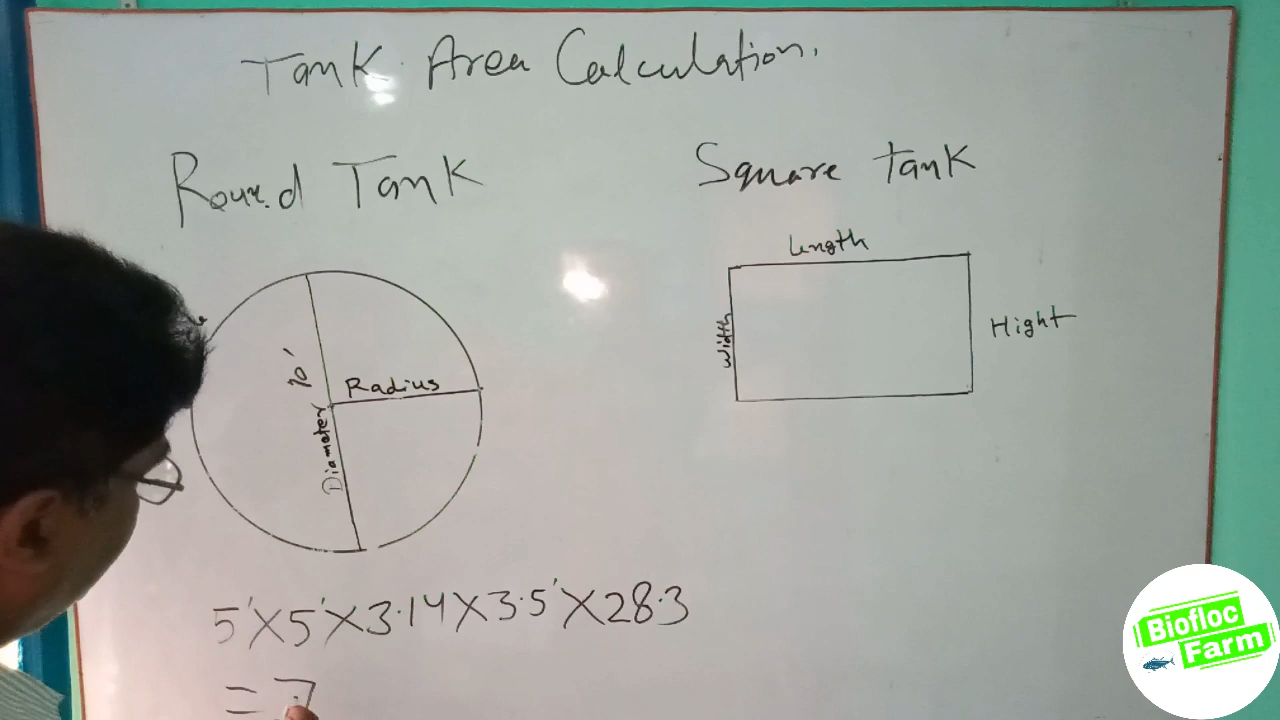 Tank Area Calculation.
Round Tank
Square tank
Length
Width
Hight
10'
Radius
Diameter
5'X5'X3.14X3.5'X28.3
= 7
Biofloc
Farm